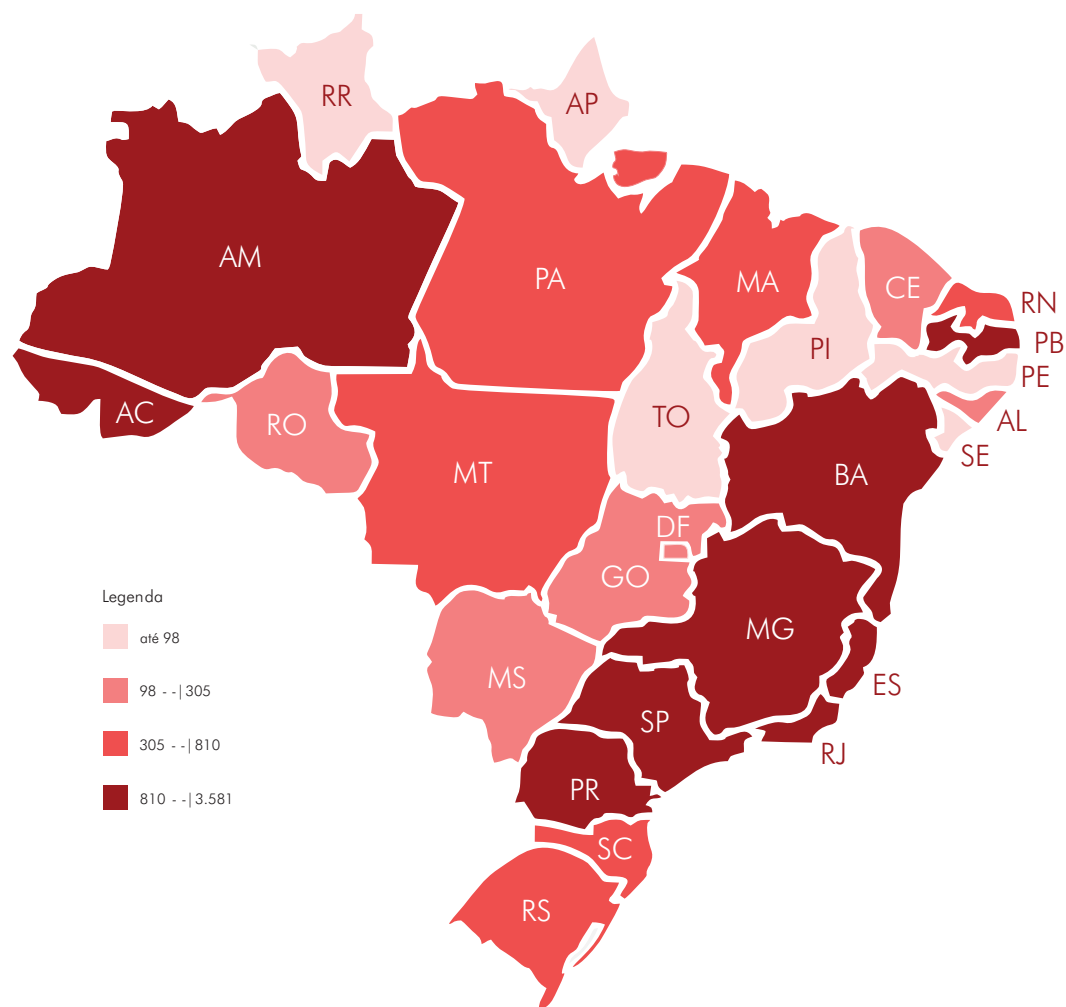 RR
AP
AM
PA
MA
CE
RN
PB
PI
PE
AC
RO
TO
AL
SE
MT
BA
DF
GO
Legenda
até 98
MG
98 - -| 305
MS
ES
305 - -| 810
SP
RJ
810 - -| 3.581
PR
SC
RS